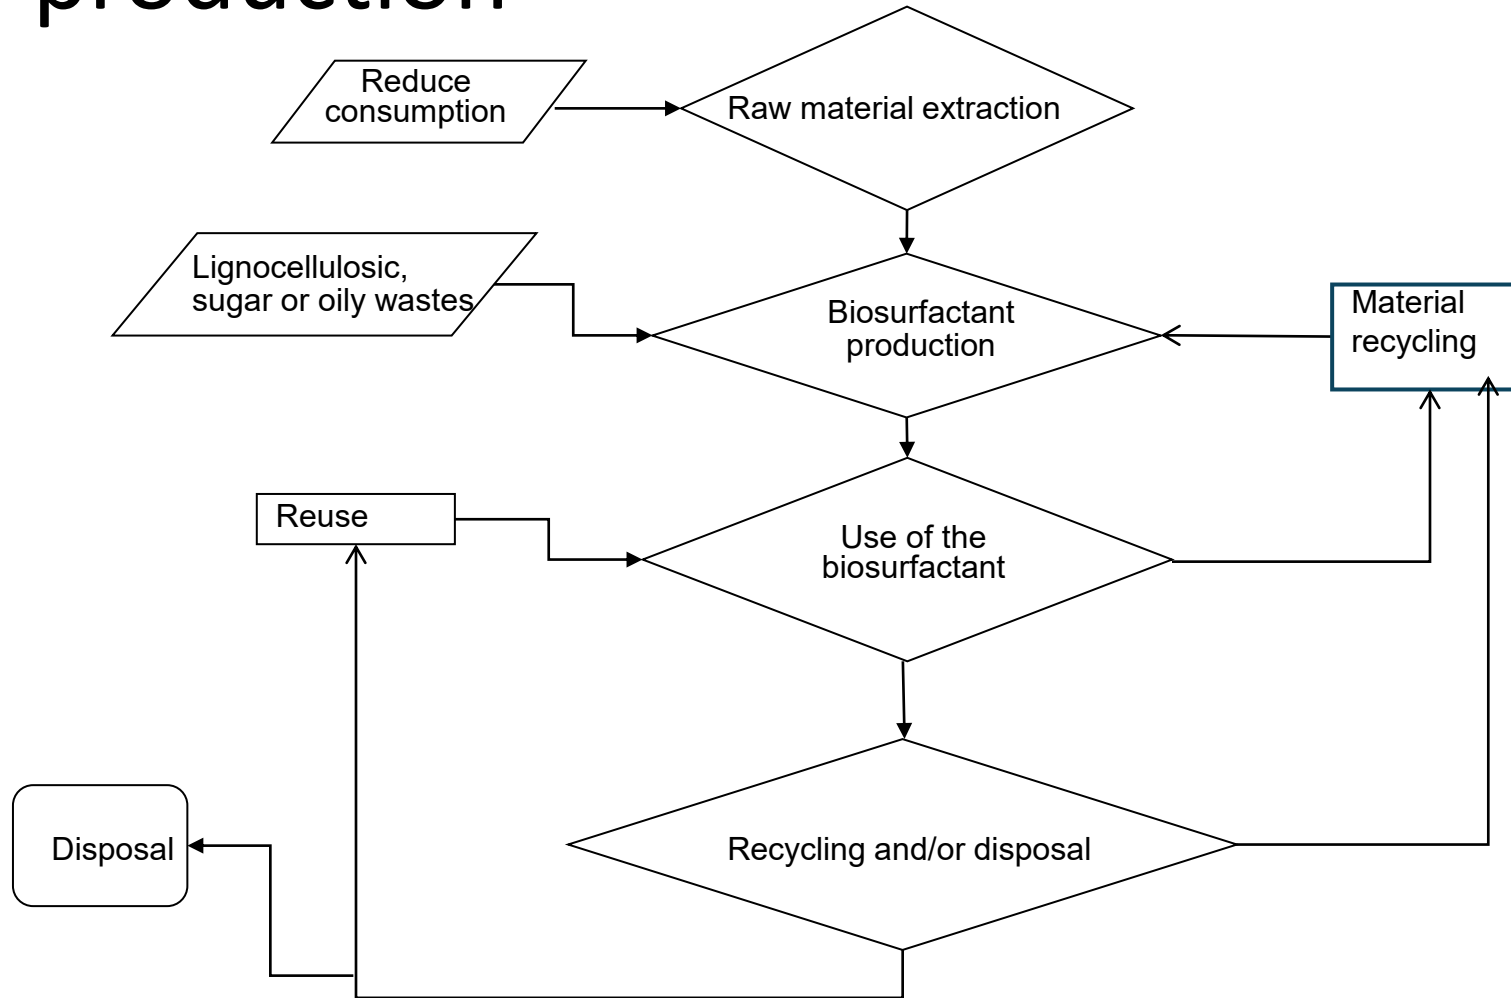 production
Reduce
consumption
Raw material extraction
Lignocellulosic,
sugar or oily wastes
Biosurfactant
production
Material
recycling
Reuse
Use of the
biosurfactant
Disposal
Recycling and/or disposal